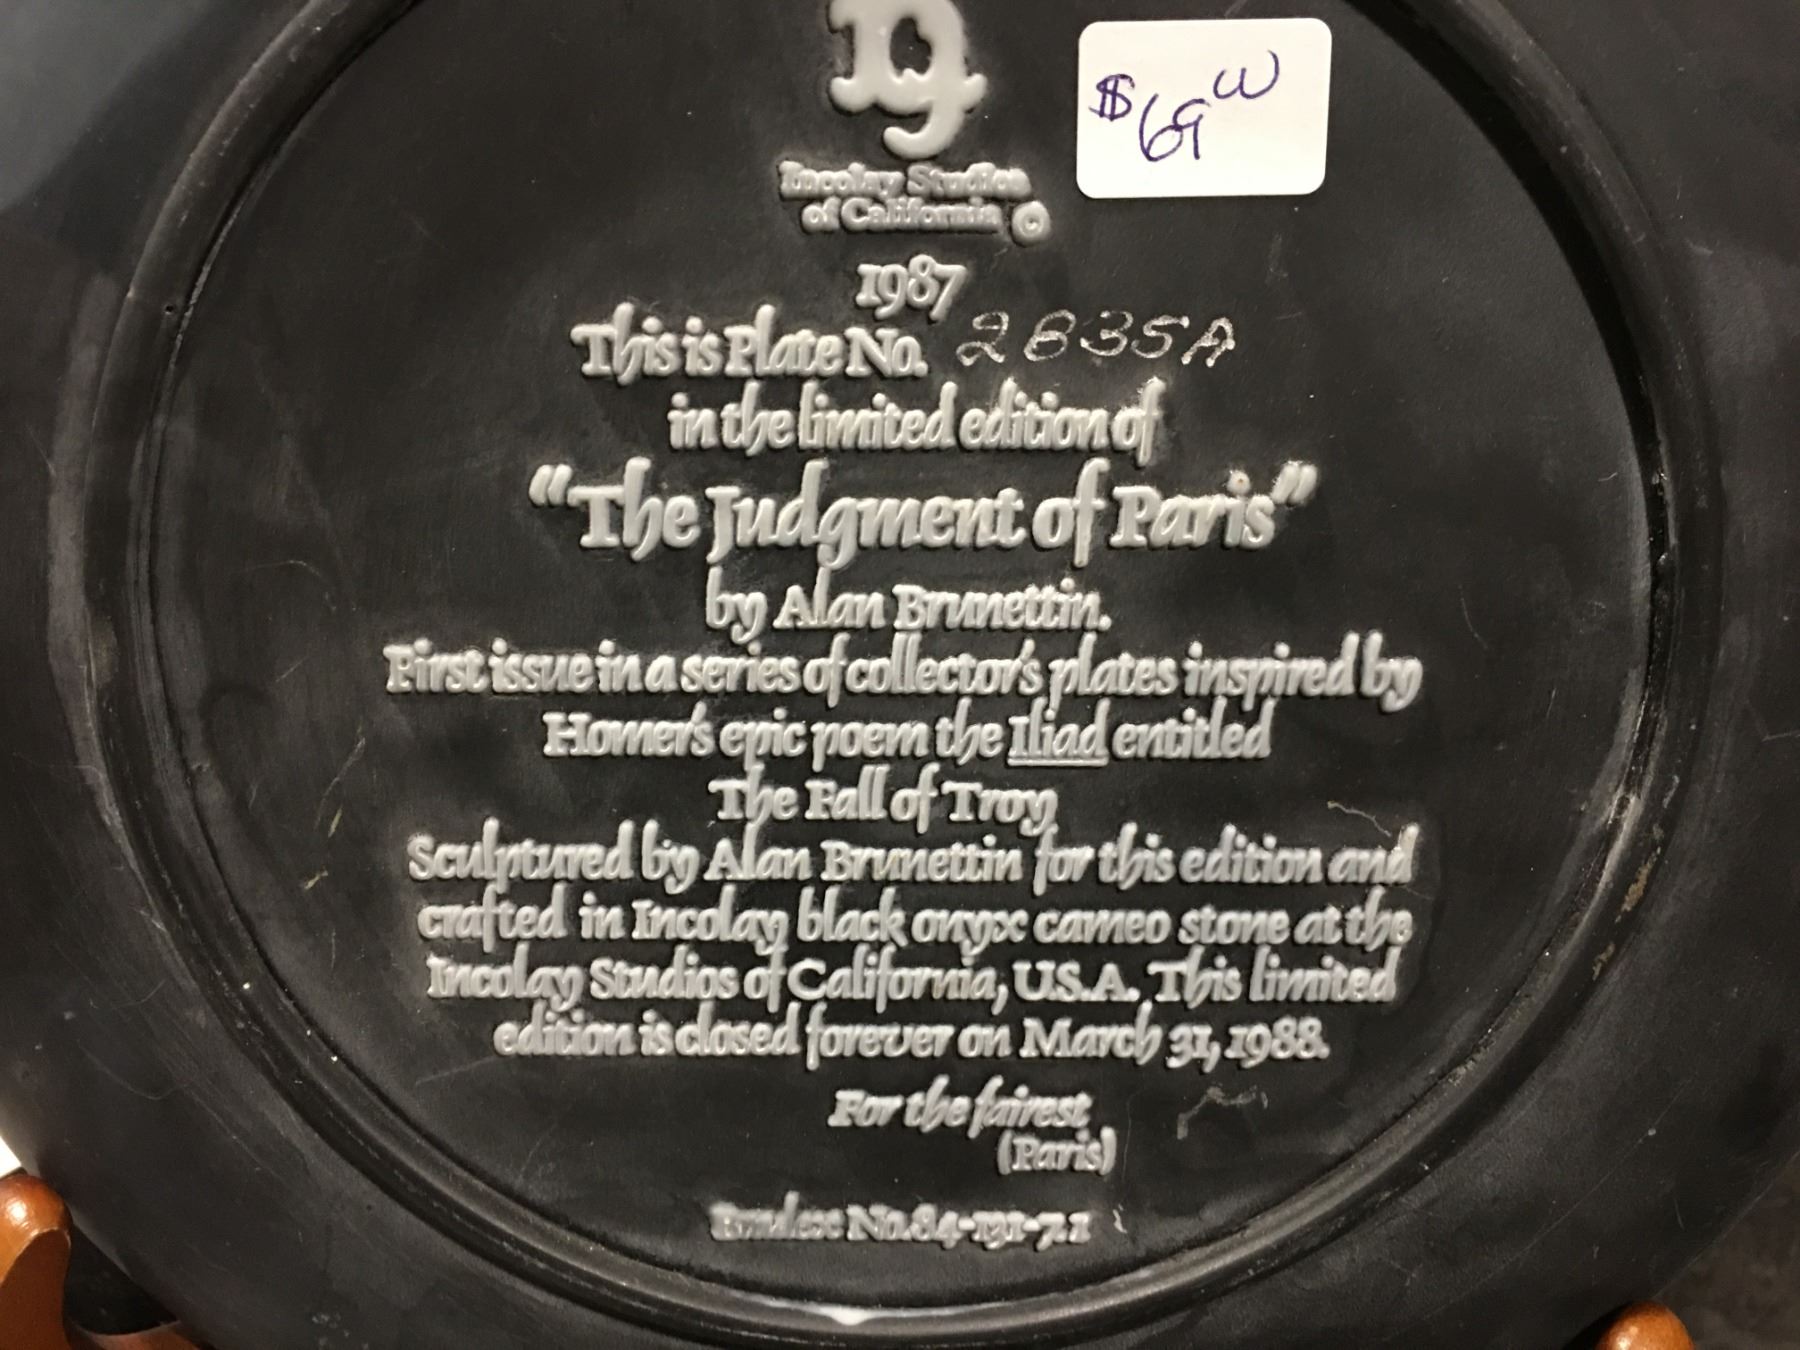 19
$69 00
Incolay Studios
of California ©
1987
This is Plate No. 2835A
in the limited edition of
"The Judgment of Paris"
by Alan Brunettin.
First issue in a series of collector's plates inspired by
Homer's epic poem the Iliad entitled
The Fall of Troy
Sculptured by Alan Brunettin for this edition and
crafted in Incolay black onyx cameo stone at the
Incolay Studios of California, U.S.A. This limited
edition is closed forever on March 31, 1988.
For the fairest
(Paris)
Bradex No.84-191-7.1